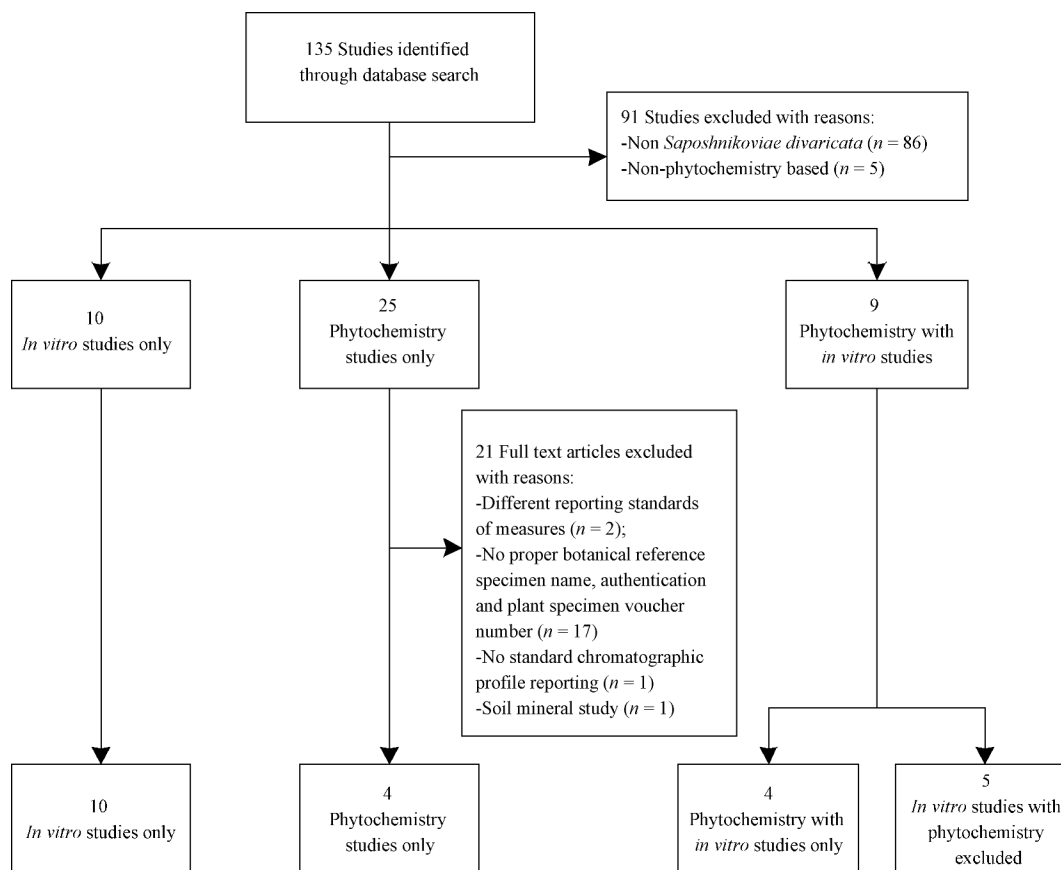 135 Studies identified
through database search
91 Studies excluded with reasons:
-Non Saposhnikoviae divaricata (n = 86)
-Non-phytochemistry based (n = 5)
10
In vitro studies only
25
Phytochemistry
studies only
9
Phytochemistry with
in vitro studies
21 Full text articles excluded
with reasons:
-Different reporting standards
of measures (n = 2);
-No proper botanical reference
specimen name, authentication
and plant specimen voucher
number (n = 17)
-No standard chromatographic
profile reporting (n = 1)
-Soil mineral study (n = 1)
10
In vitro studies only
4
Phytochemistry
studies only
4
Phytochemistry with
in vitro studies only
5
In vitro studies with
phytochemistry
excluded